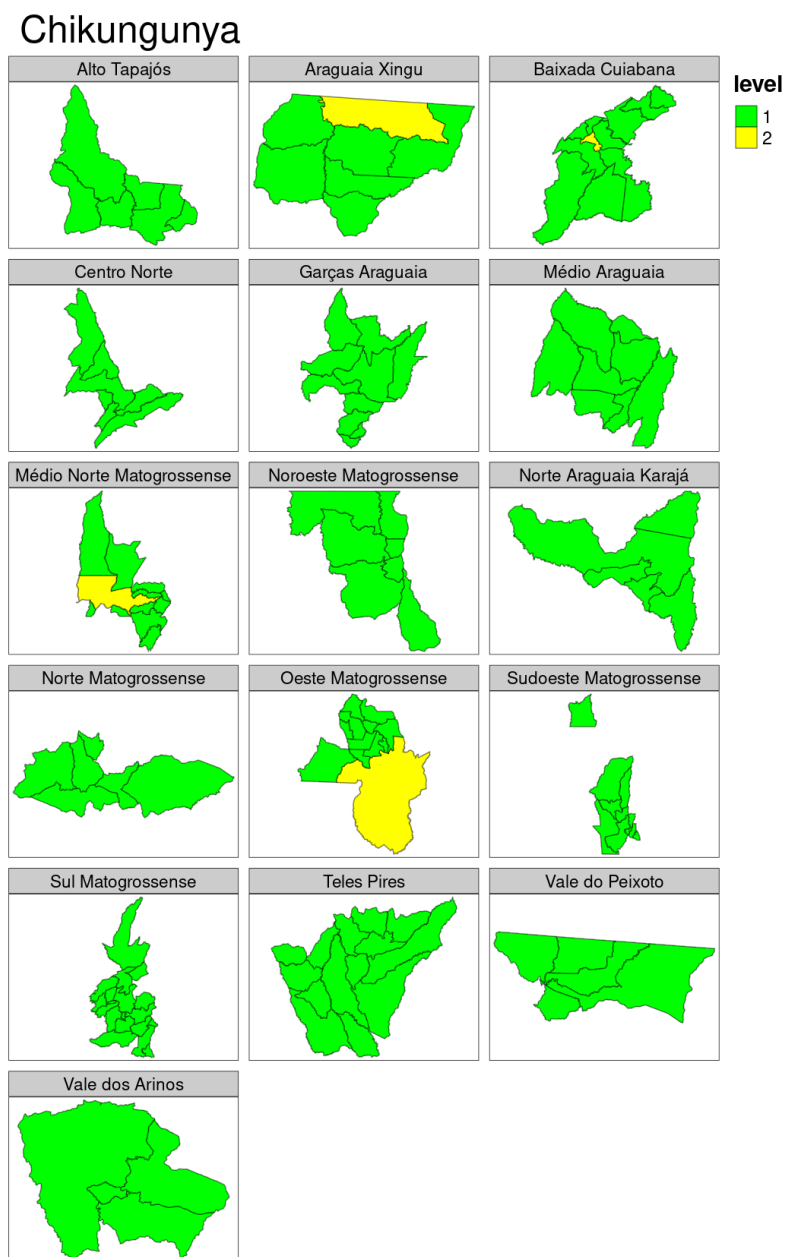 Chikungunya
Alto Tapajós
Araguaia Xingu
Baixada Cuiabana
level
1
2
Centro Norte
Garças Araguaia
Médio Araguaia
Médio Norte Matogrossense
Noroeste Matogrossense
Norte Araguaia Karajá
Norte Matogrossense
Oeste Matogrossense
Sudoeste Matogrossense
Sul Matogrossense
Teles Pires
Vale do Peixoto
Vale dos Arinos